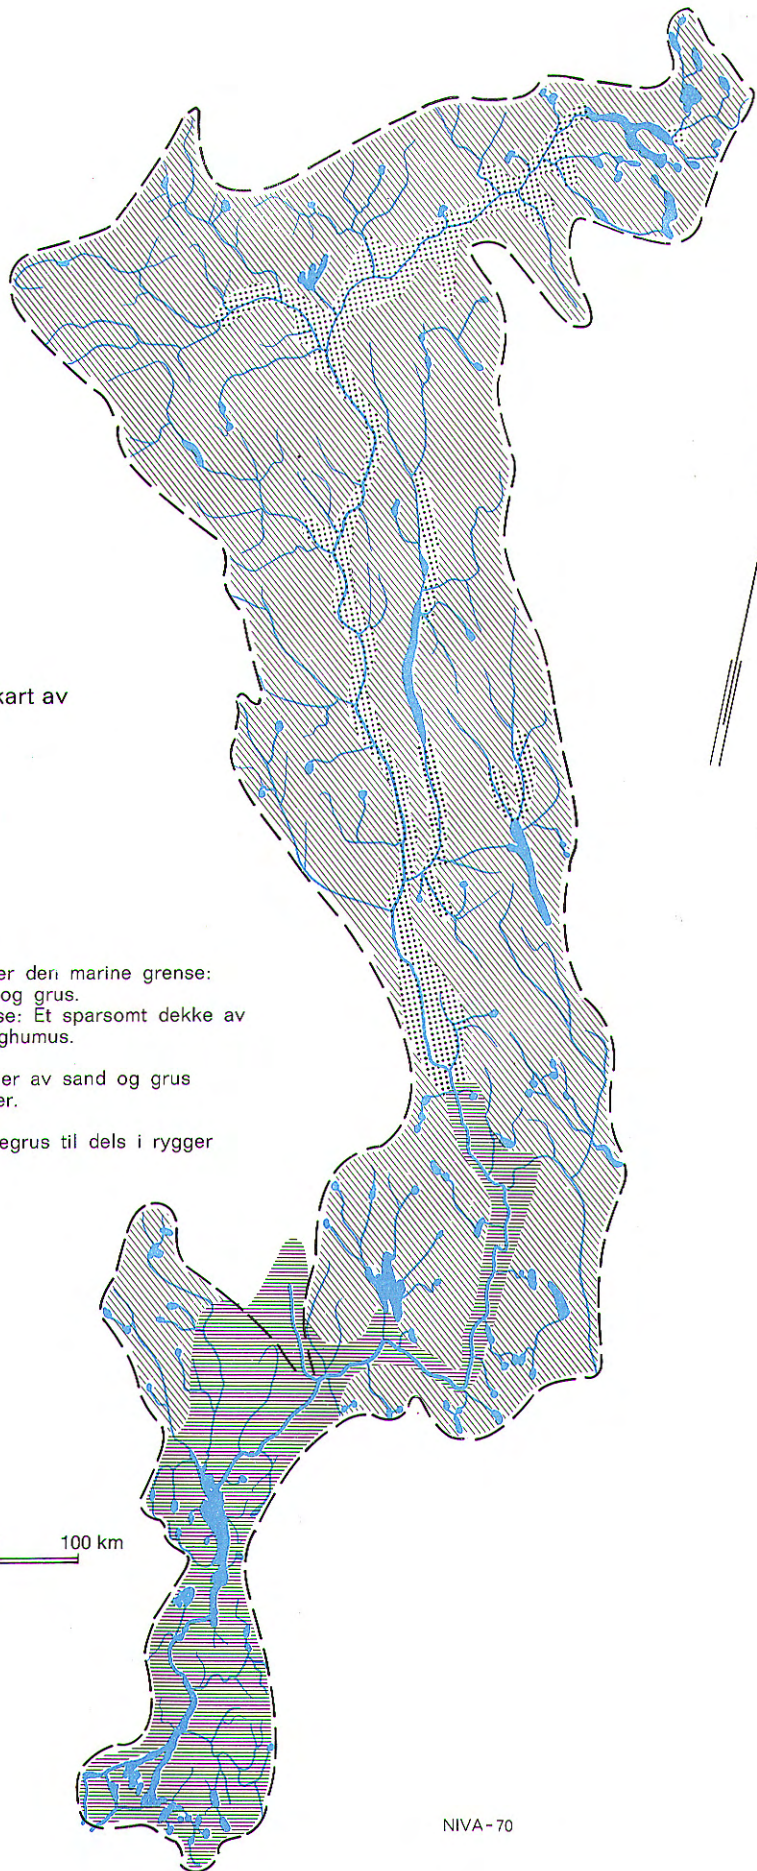 kart av
er den marine grense:
og grus.
se: Et sparsomt dekke av
ghumus.
er av sand og grus
er.
egrus til dels i rygger
100 km
NIVA-70